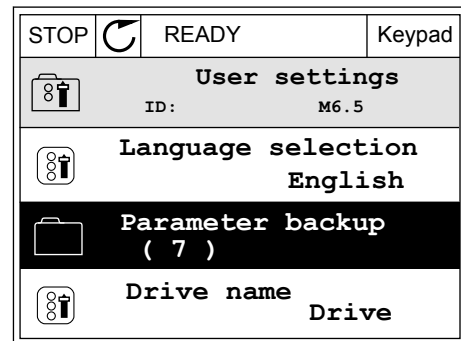 STOP READY Keypad
User settings
ID: M6.5
Language selection
English
Parameter backup
( 7 )
Drive name
Drive